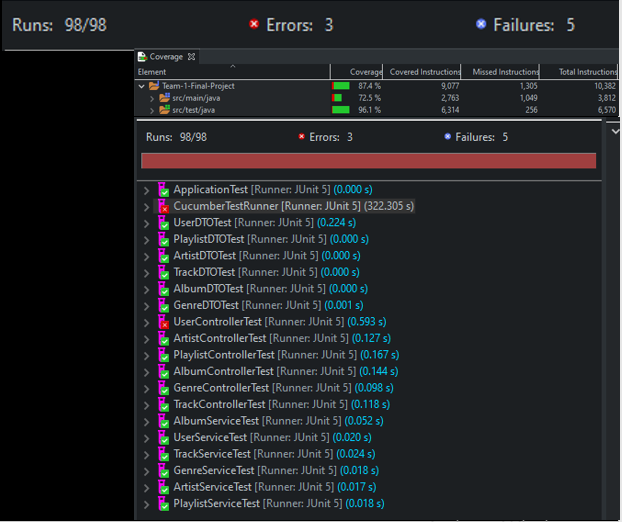 Runs: 98/98 Errors: 3 Failures: 5
Coverage
Element Coverage Covered Instructions Missed Instructions Total Instructions
Team-1-Final-Project 87.4 % 9,077 1,305 10,382
src/main/java 72.5 % 2,763 1,049 3,812
src/test/java 96.1 % 6,314 256 6,570
Runs: 98/98 Errors: 3 Failures: 5
ApplicationTest [Runner: JUnit 5] (0.000 s)
CucumberTestRunner [Runner: JUnit 5] (322.305 s)
UserDTOTest [Runner: JUnit 5] (0.224 s)
PlaylistDTOTest [Runner: JUnit 5] (0.000 s)
ArtistDTOTest [Runner: JUnit 5] (0.000 s)
TrackDTOTest [Runner: JUnit 5] (0.000 s)
AlbumDTOTest [Runner: JUnit 5] (0.000 s)
GenreDTOTest [Runner: JUnit 5] (0.001 s)
UserControllerTest [Runner: JUnit 5] (0.593 s)
ArtistControllerTest [Runner: JUnit 5] (0.127 s)
PlaylistControllerTest [Runner: JUnit 5] (0.167 s)
AlbumControllerTest [Runner: JUnit 5] (0.144 s)
GenreControllerTest [Runner: JUnit 5] (0.098 s)
TrackControllerTest [Runner: JUnit 5] (0.118 s)
AlbumServiceTest [Runner: JUnit 5] (0.052 s)
UserServiceTest [Runner: JUnit 5] (0.020 s)
TrackServiceTest [Runner: JUnit 5] (0.024 s)
GenreServiceTest [Runner: JUnit 5] (0.018 s)
ArtistServiceTest [Runner: JUnit 5] (0.017 s)
PlaylistServiceTest [Runner: JUnit 5] (0.018 s)